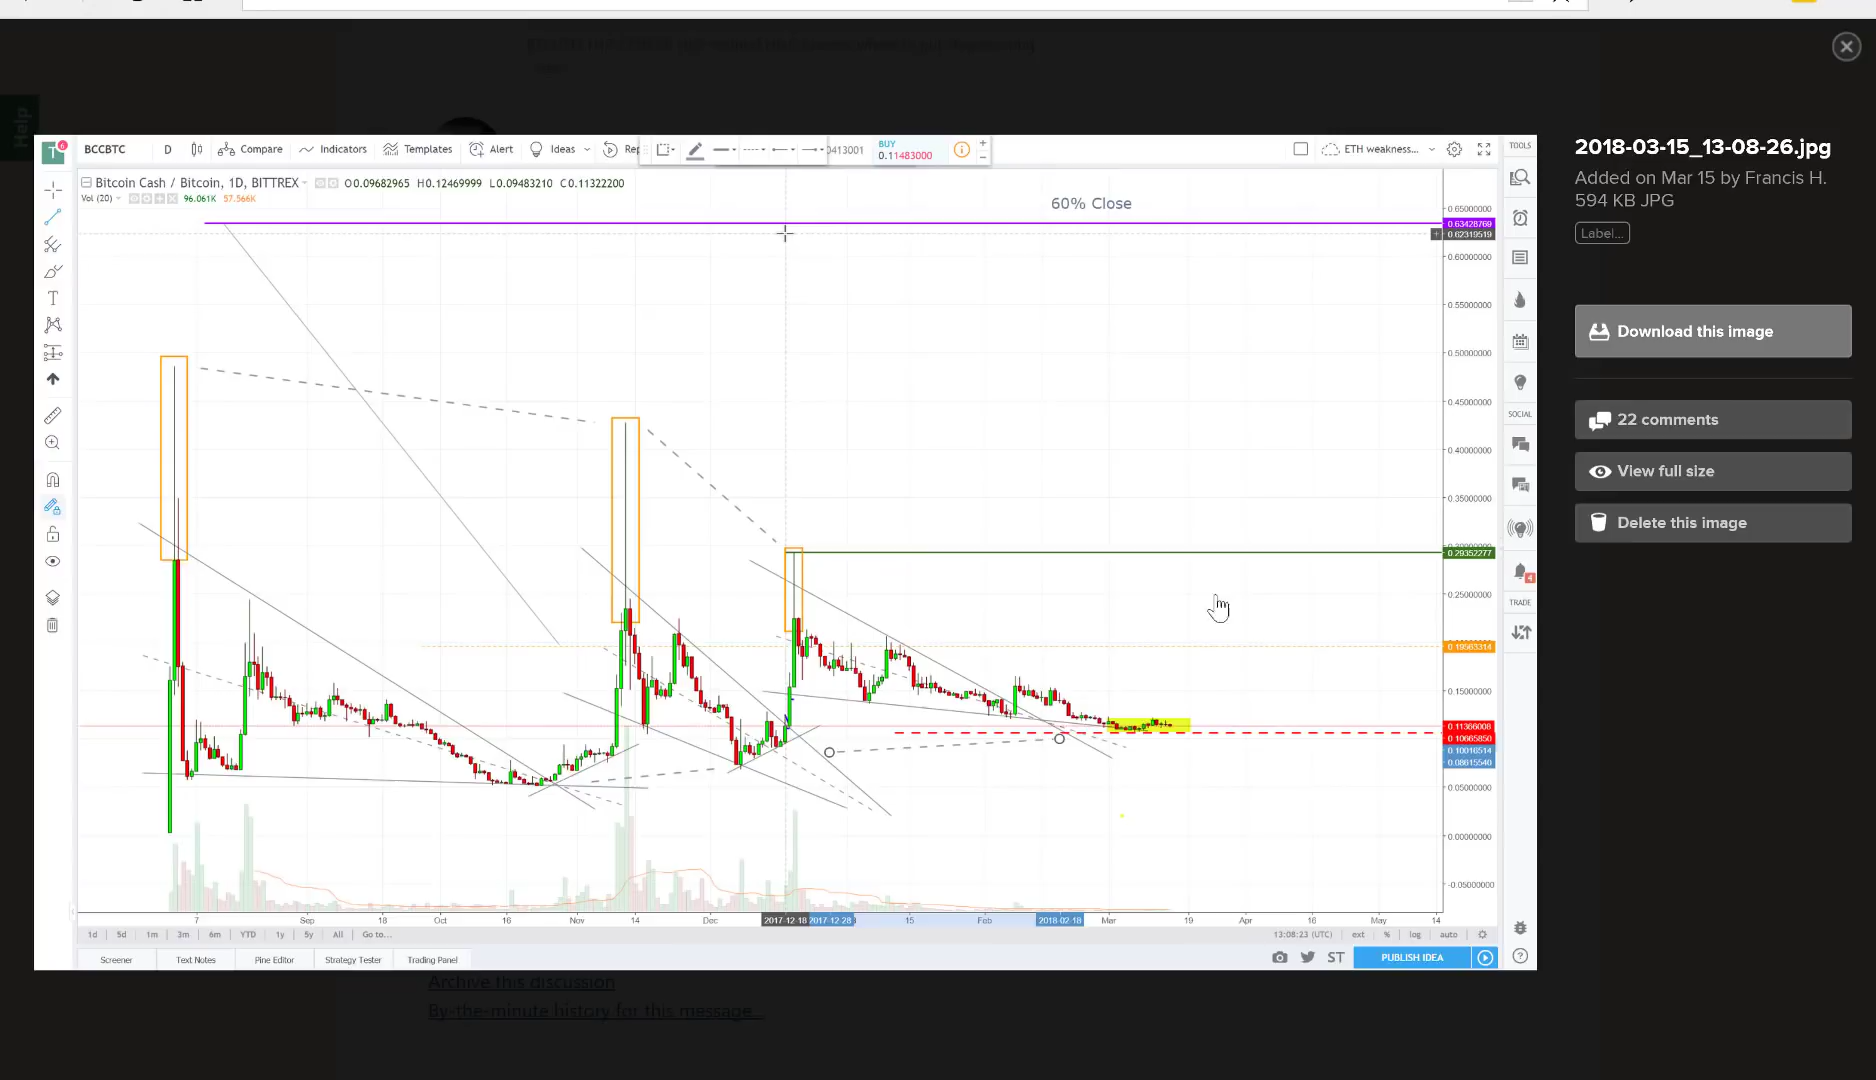 Help
2018-03-15_13-08-26.jpg
Added on Mar 15 by Francis H.
594 KB JPG
Label...
Download this image
22 comments
View full size
Delete this image
T
6
BCCBTC
D
Compare
Indicators
Templates
Alert
Ideas
Rep
0413001
BUY
0.11483000
ETH weakness...
TOOLS
Bitcoin Cash / Bitcoin, 1D, BITTREX
O0.09682965 H0.12469999 L0.09483210 C0.11322200
Vol (20)
96.061K 57.566K
60% Close
0.65000000
0.63428769
0.62319519
0.60000000
0.55000000
0.50000000
0.45000000
0.40000000
0.35000000
0.29352277
0.25000000
0.19563314
0.15000000
0.11366008
0.10665850
0.10010514
0.08615540
0.05000000
0.00000000
-0.05000000
SOCIAL
4
TRADE
7
Sep
18
Oct
16
Nov
14
Dec
2017-12-18
2017-12-28
15
Feb
2018-02-18
Mar
19
Apr
16
May
14
1d 5d 1m 3m 6m YTD 1y 5y All Go to...
13:08:23 (UTC) ext % log auto
Screener
Text Notes
Pine Editor
Strategy Tester
Trading Panel
ST
PUBLISH IDEA
Archive this discussion
By-the-minute history for this message...